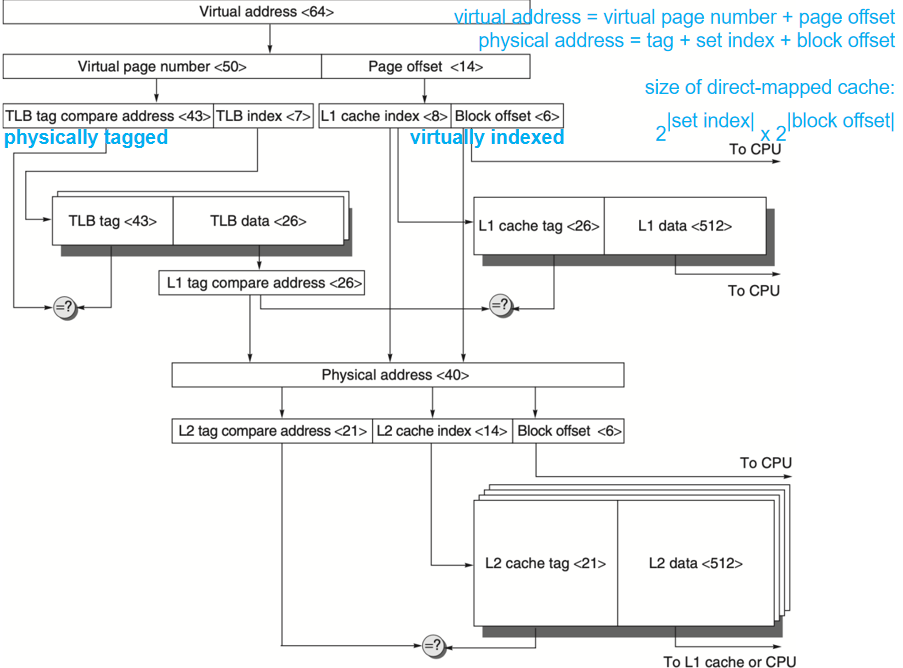 Virtual address <64>
virtual address = virtual page number + page offset
physical address = tag + set index + block offset
Virtual page number <50>
Page offset <14>
size of direct-mapped cache:
TLB tag compare address <43>
TLB index <7>
L1 cache index <8>
Block offset <6>
2|set index| x 2|block offset|
physically tagged
virtually indexed
To CPU
TLB tag <43>
TLB data <26>
L1 cache tag <26>
L1 data <512>
L1 tag compare address <26>
To CPU
=?
=?
Physical address <40>
L2 tag compare address <21>
L2 cache index <14>
Block offset <6>
To CPU
L2 cache tag <21>
L2 data <512>
=?
To L1 cache or CPU